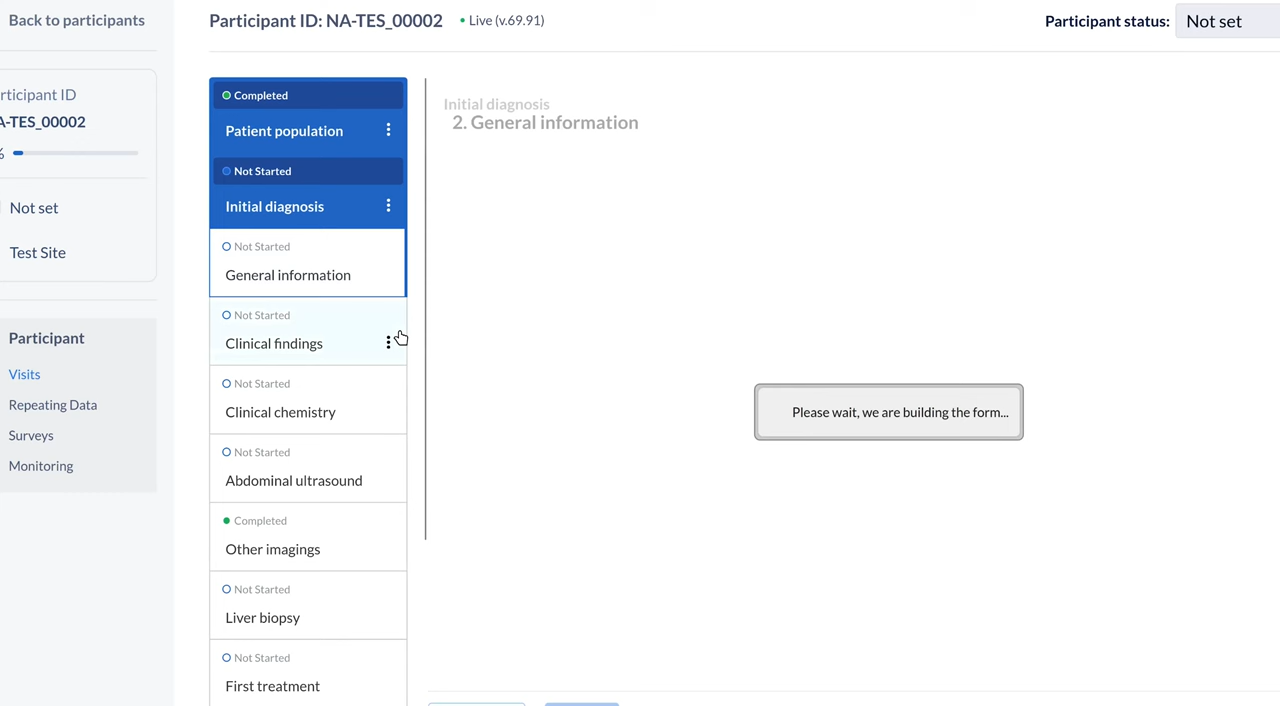 Back to participants
Participant ID: NA-TES_00002
Live (v.69.91)
Participant status:
Not set
rticipant ID
A-TES_00002
%
Not set
Test Site
Participant
Visits
Repeating Data
Surveys
Monitoring
Completed
Patient population
Not Started
Initial diagnosis
Not Started
General information
Not Started
Clinical findings
Not Started
Clinical chemistry
Not Started
Abdominal ultrasound
Completed
Other imagings
Not Started
Liver biopsy
Not Started
First treatment
Initial diagnosis
2. General information
Please wait, we are building the form...